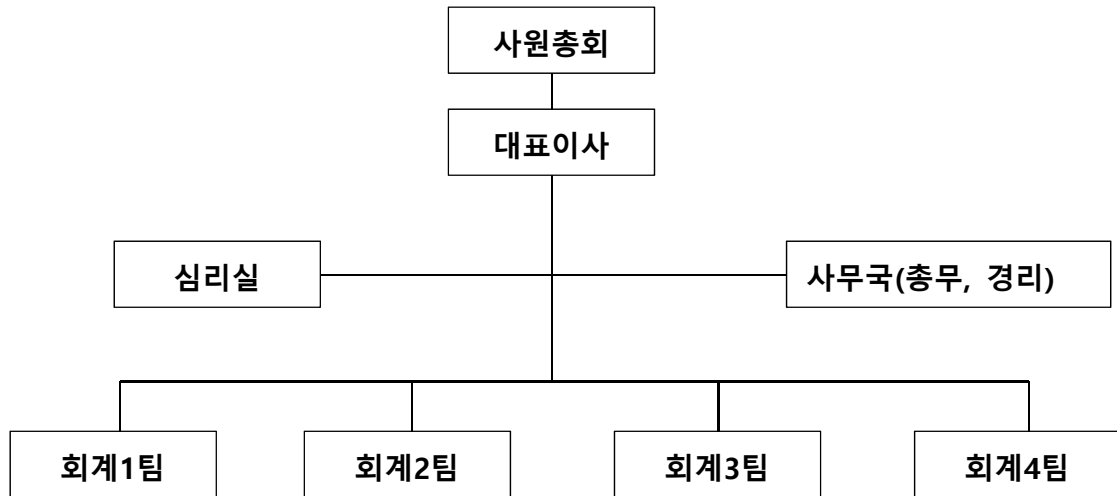 사원총회
대표이사
심리실
사무국(총무, 경리)
회계1팀
회계2팀
회계3팀
회계4팀